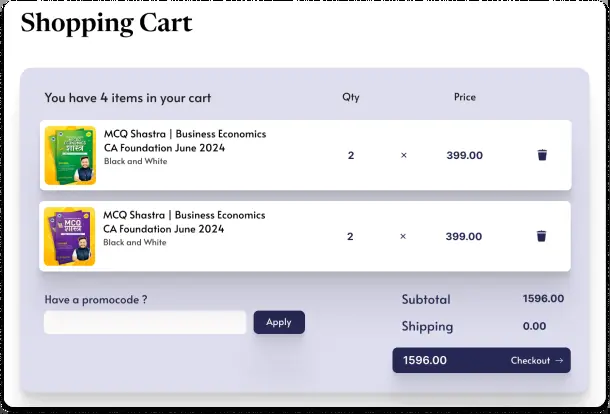 Shopping Cart
You have 4 items in your cart Qty Price
MCQ Shastra | Business Economics
CA Foundation June 2024
Black and White
2 × 399.00
शास्त्र
MCQ Shastra | Business Economics
CA Foundation June 2024
Black and White
2 × 399.00
MCQ
शास्त्र
Have a promocode ?
Apply
Subtotal 1596.00
Shipping 0.00
1596.00 Checkout →